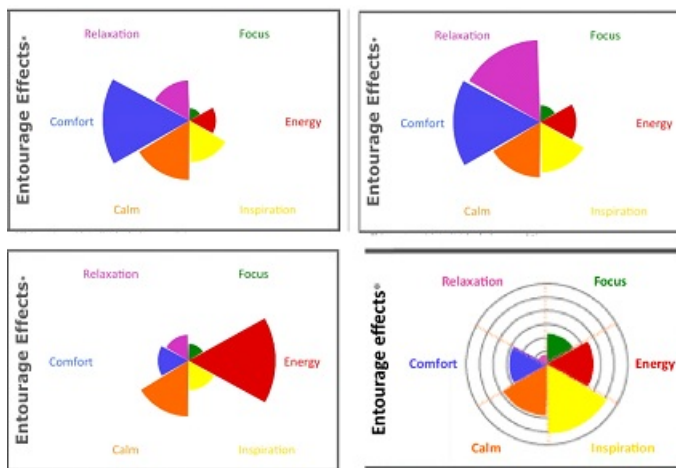 Relaxation
Focus
Entourage Effects*
Comfort
Energy
Calm
Inspiration
Relaxation
Focus
Entourage Effects*
Comfort
Energy
Calm
Inspiration
Relaxation
Focus
Entourage Effects*
Comfort
Energy
Calm
Inspiration
Relaxation
Focus
Entourage effects*
Comfort
Energy
Calm
Inspiration